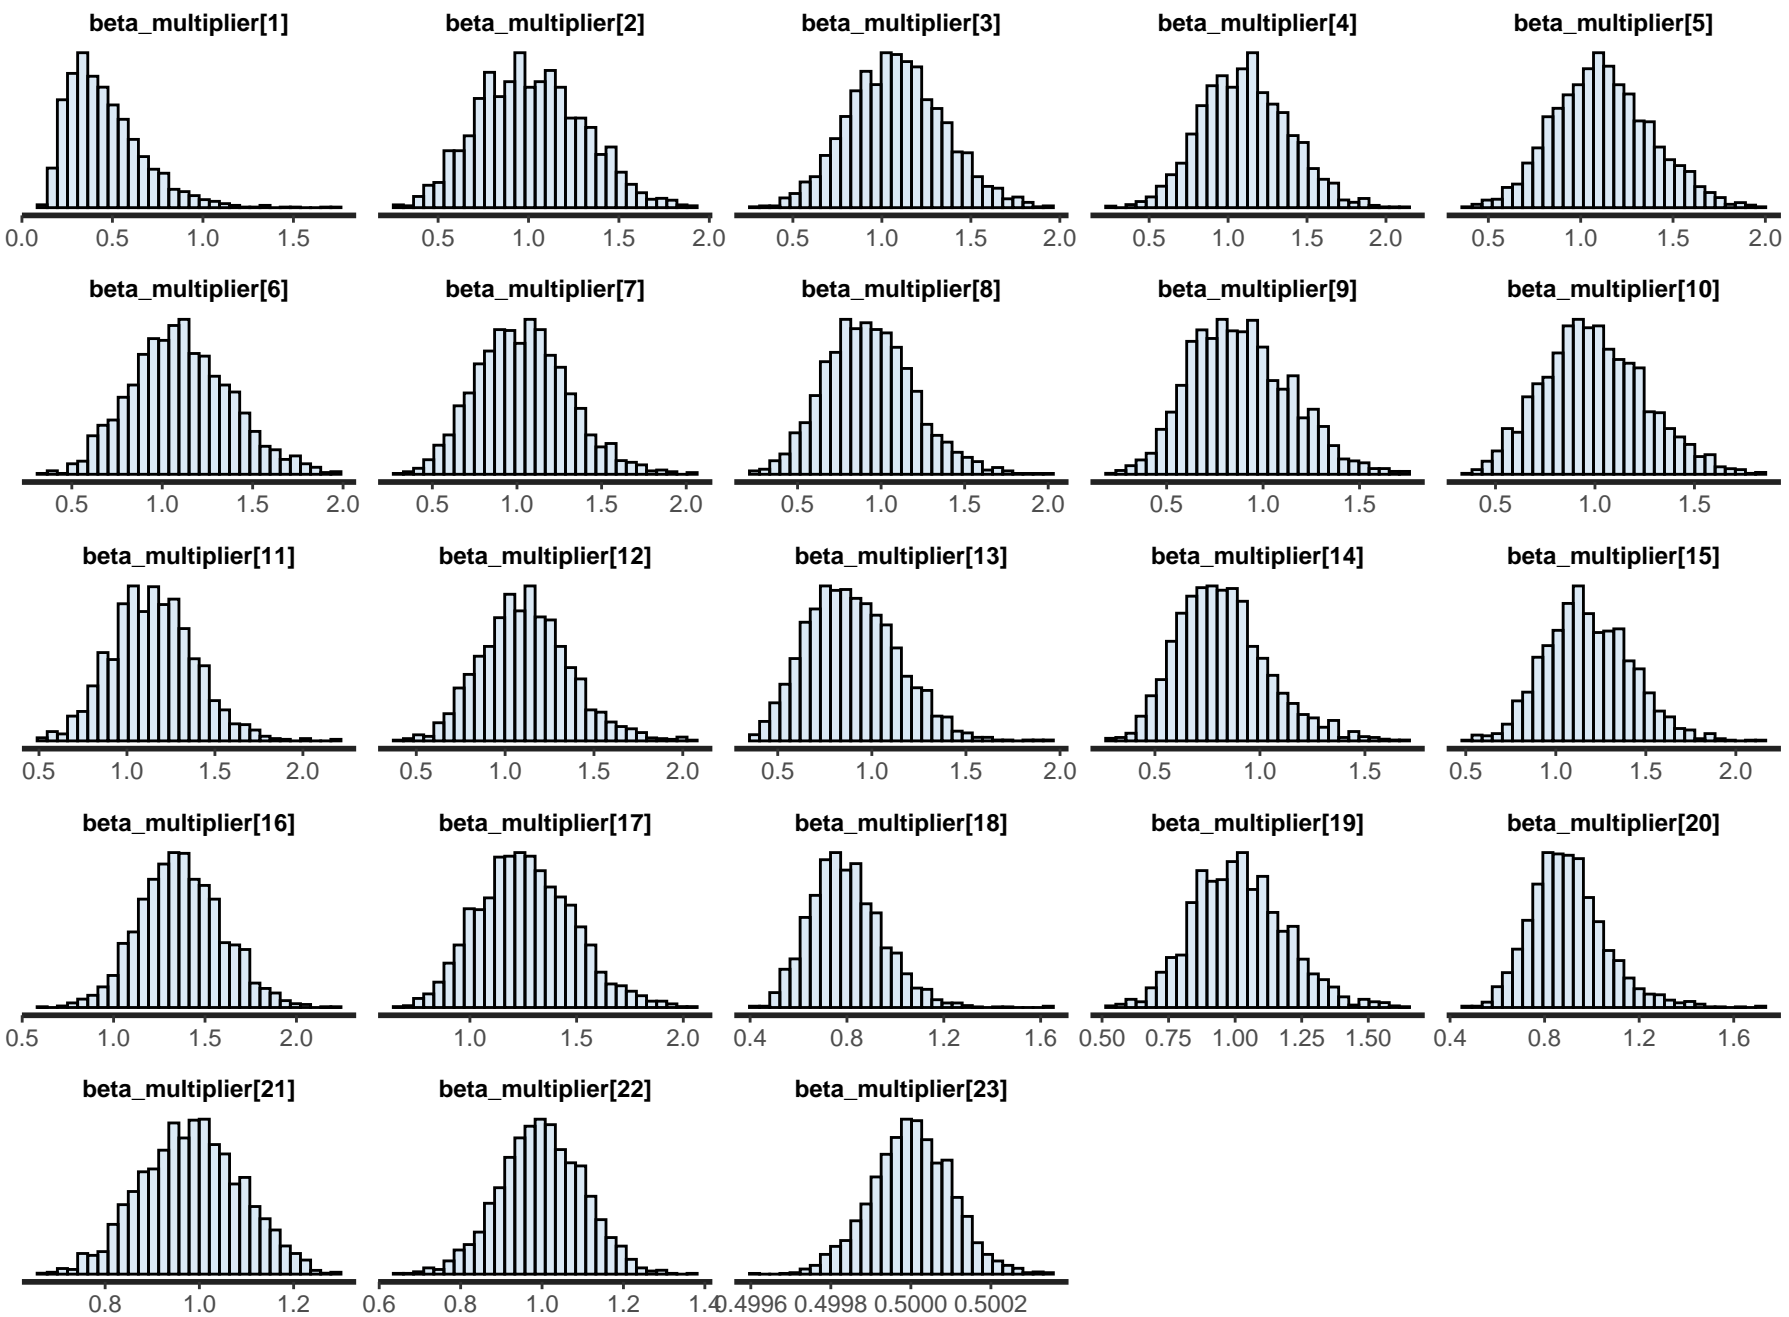 beta_multiplier[1] beta_multiplier[2] beta_multiplier[3] beta_multiplier[4] beta_multiplier[5]
0.0 0.5 1.0 1.5 0.5 1.0 1.5 2.0 0.5 1.0 1.5 2.0 0.5 1.0 1.5 2.0 0.5 1.0 1.5 2.0
beta_multiplier[6] beta_multiplier[7] beta_multiplier[8] beta_multiplier[9] beta_multiplier[10]
0.5 1.0 1.5 2.0 0.5 1.0 1.5 2.0 0.5 1.0 1.5 2.0 0.5 1.0 1.5 0.5 1.0 1.5
beta_multiplier[11] beta_multiplier[12] beta_multiplier[13] beta_multiplier[14] beta_multiplier[15]
0.5 1.0 1.5 2.0 0.5 1.0 1.5 2.0 0.5 1.0 1.5 2.0 0.5 1.0 1.5 0.5 1.0 1.5 2.0
beta_multiplier[16] beta_multiplier[17] beta_multiplier[18] beta_multiplier[19] beta_multiplier[20]
0.5 1.0 1.5 2.0 1.0 1.5 2.0 0.4 0.8 1.2 1.6 0.50 0.75 1.00 1.25 1.50 0.4 0.8 1.2 1.6
beta_multiplier[21] beta_multiplier[22] beta_multiplier[23]
0.8 1.0 1.2 0.6 0.8 1.0 1.2 1.4 0.4996 0.4998 0.5000 0.5002